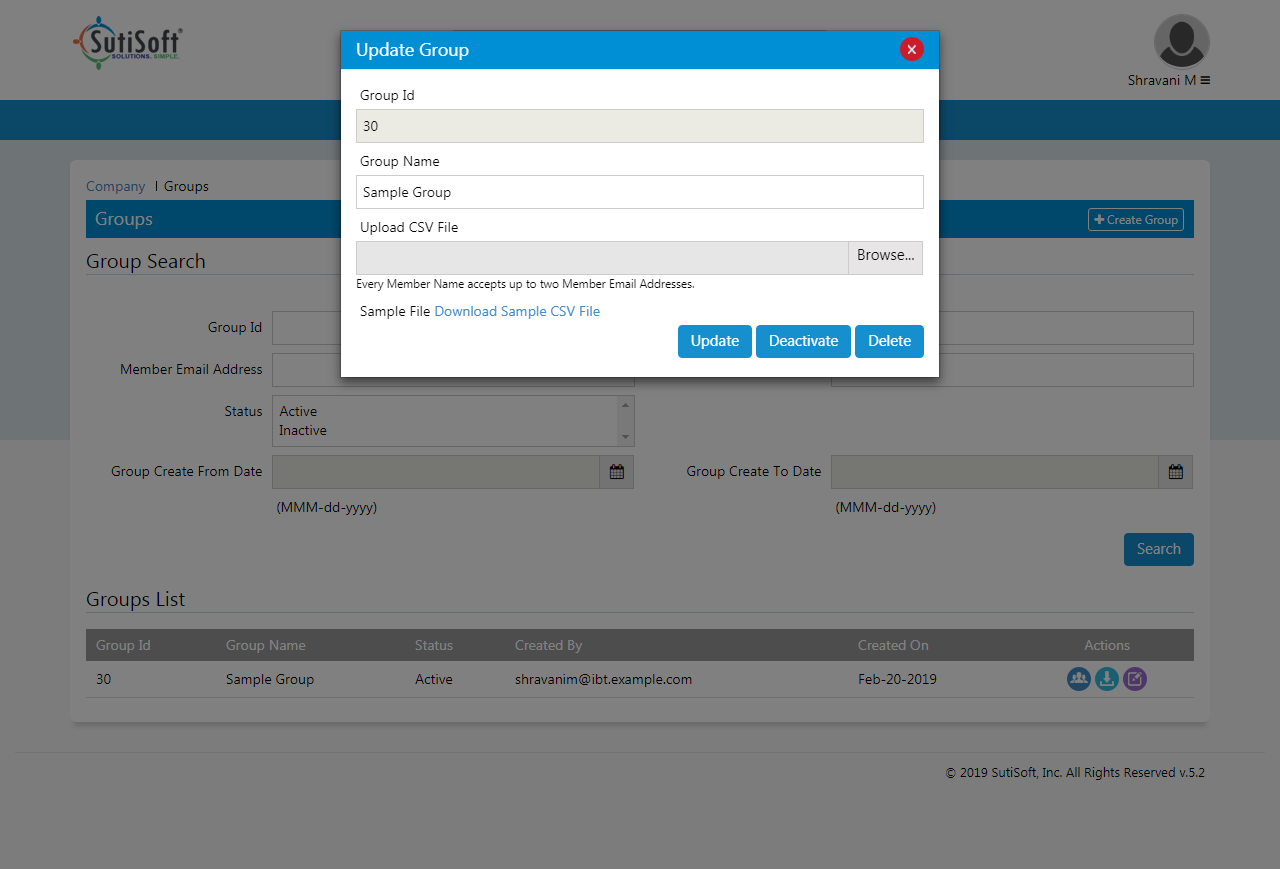 SutiSoft®
SOLUTIONS. SIMPLE.
Shravani M
Update Group
Group Id
30
Group Name
Sample Group
Upload CSV File
Browse...
Every Member Name accepts up to two Member Email Addresses.
Sample File Download Sample CSV File
Update Deactivate Delete
Company | Groups
Groups
Create Group
Group Search
Group Id
Member Email Address
Status
Active
Inactive
Group Create From Date
(MMM-dd-yyyy)
Group Create To Date
(MMM-dd-yyyy)
Search
Groups List
Group Id Group Name Status Created By Created On Actions
30 Sample Group Active shravanim@ibt.example.com Feb-20-2019
© 2019 SutiSoft, Inc. All Rights Reserved v.5.2